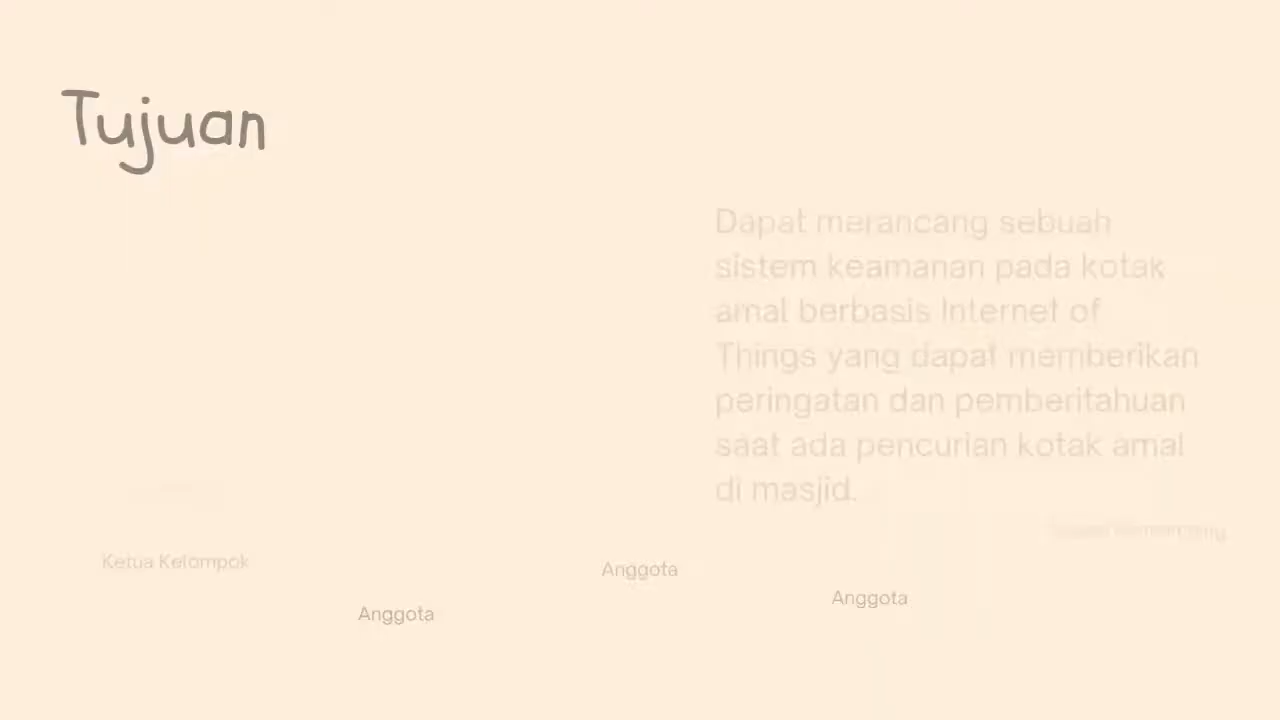 Tujuan
Dapat merancang sebuah
sistem keamanan pada kotak
amal berbasis Internet of
Things yang dapat memberikan
peringatan dan pemberitahuan
saat ada pencurian kotak amal
di masjid.
Ketua Kelompok
Anggota
Anggota
Anggota